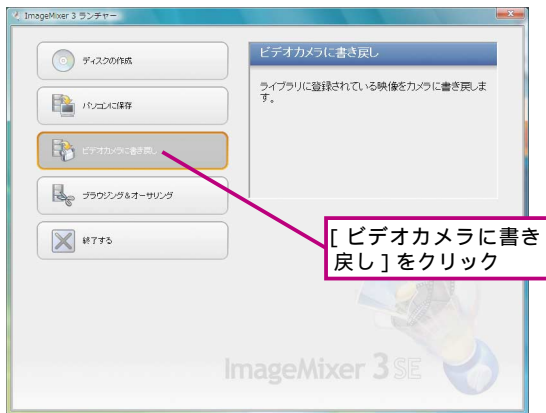 ImageMixer 3 ランチャー
ディスクの作成
パソコンに保存
ビデオカメラに書き戻し
ブラウジング&オーサリング
終了する
ビデオカメラに書き戻し
ライブラリに登録されている映像をカメラに書き戻しま
す。
[ビデオカメラに書き
戻し]をクリック
ImageMixer 3 SE